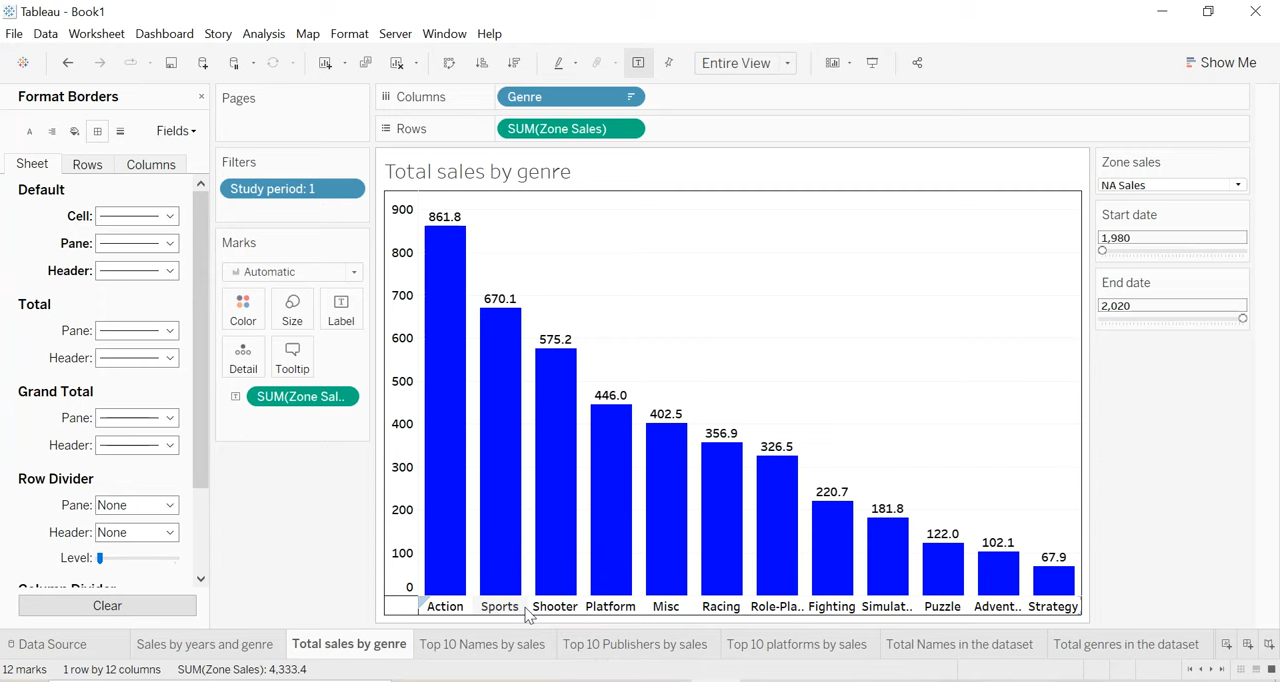 Tableau - Book1
File Data Worksheet Dashboard Story Analysis Map Format Server Window Help
Entire View
Show Me
Format Borders
Fields
Sheet Rows Columns
Default
Cell:
Pane:
Header:
Total
Pane:
Header:
Grand Total
Pane:
Header:
Row Divider
Pane: None
Header: None
Level:
Clear
Pages
Filters
Study period: 1
Marks
Automatic
Color Size Label
Detail Tooltip
SUM(Zone Sal..
Columns Genre
Rows SUM(Zone Sales)
Total sales by genre
900
800
700
600
500
400
300
200
100
0
861.8
670.1
575.2
446.0
402.5
356.9
326.5
220.7
181.8
122.0
102.1
67.9
Action Sports Shooter Platform Misc Racing Role-Pla.. Fighting Simulat.. Puzzle Advent.. Strategy
Zone sales
NA Sales
Start date
1,980
End date
2,020
Data Source Sales by years and genre Total sales by genre Top 10 Names by sales Top 10 Publishers by sales Top 10 platforms by sales Total Names in the dataset Total genres in the dataset
12 marks 1 row by 12 columns SUM(Zone Sales): 4,333.4